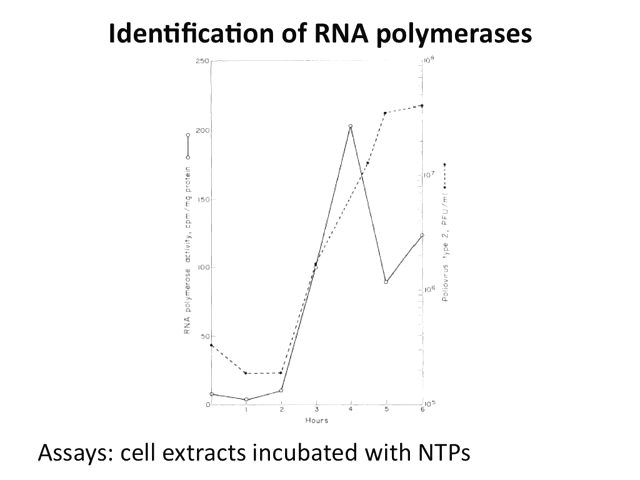 Identification of RNA polymerases
250
200
150
100
50
0
RNA polymerase activity, cpm/mg protein
10⁸
10⁷
10⁶
10⁵
Poliovirus type 2, PFU/ml
1 2 3 4 5 6
Hours
Assays: cell extracts incubated with NTPs